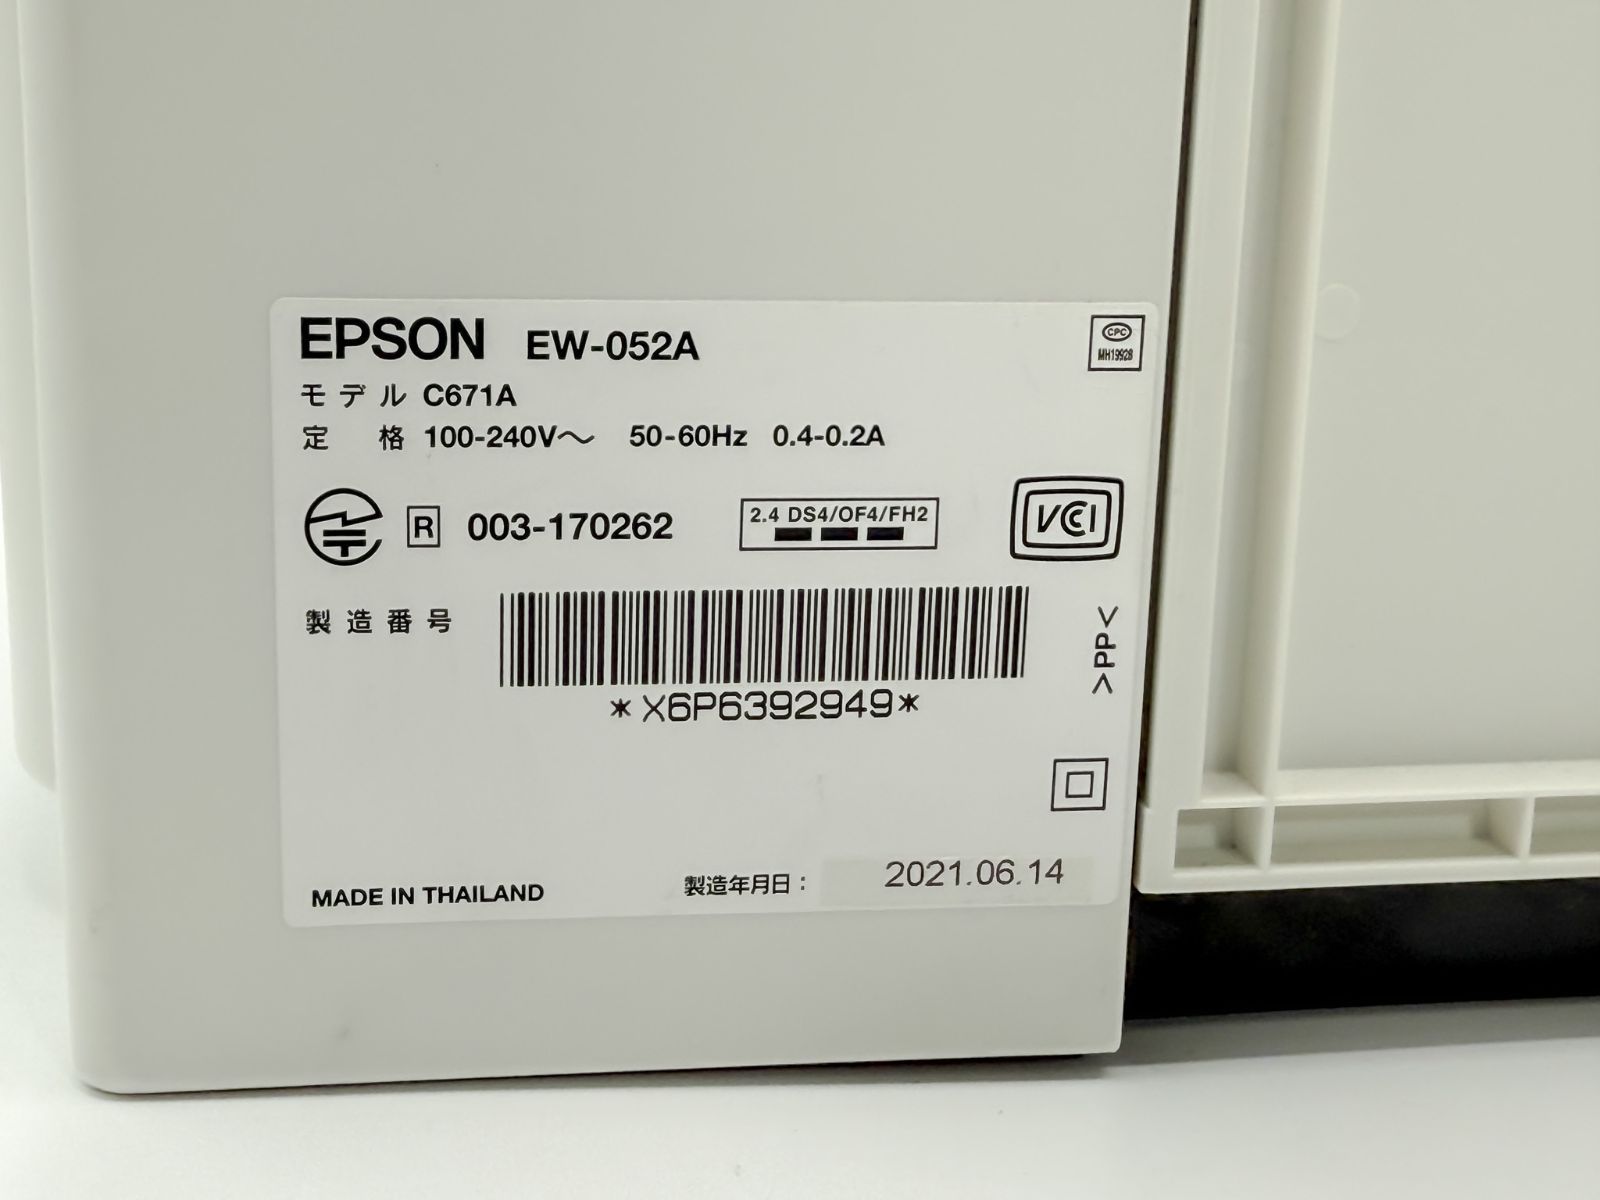 EPSON EW-052A
CPC
MH19928
モデル C671A
定 格 100-240V〜 50-60Hz 0.4-0.2A
R 003-170262
2.4 DS4/OF4/FH2
VCCI
製造番号
*X6P6392949*
>PP<
MADE IN THAILAND
製造年月日： 2021.06.14